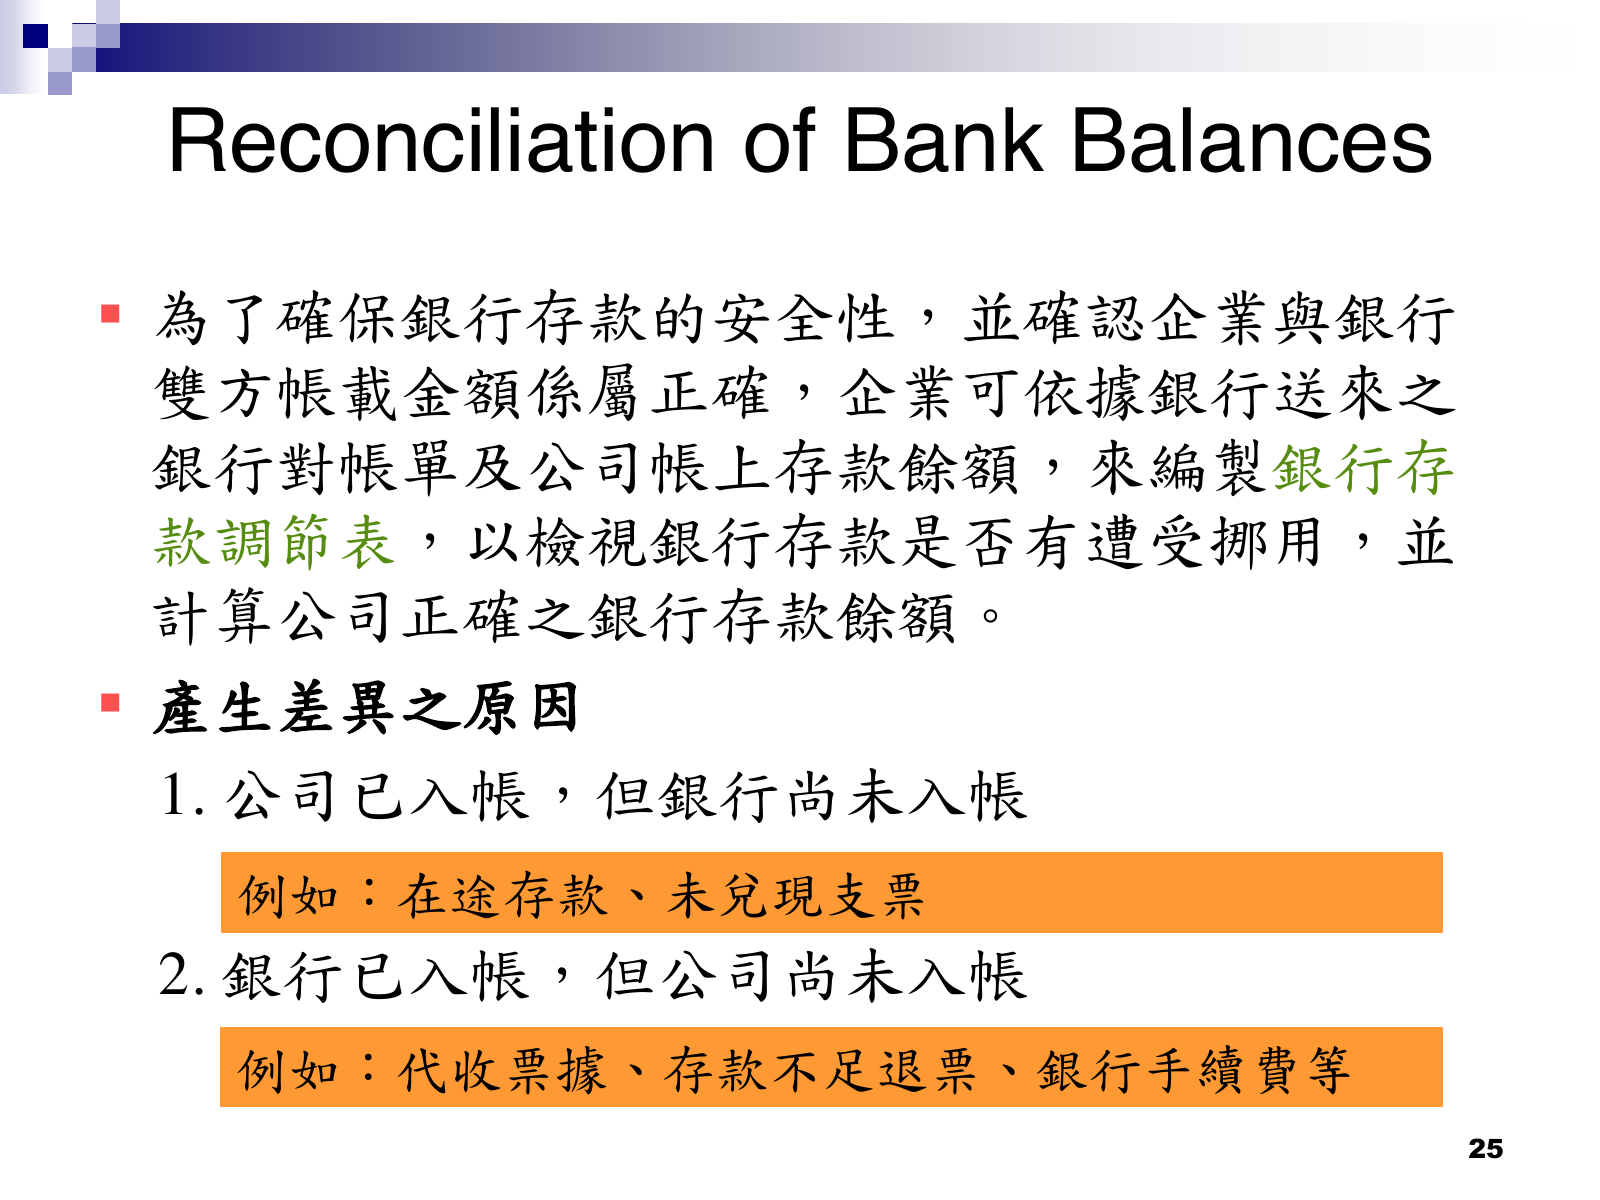 Reconciliation of Bank Balances
為了確保銀行存款的安全性，並確認企業與銀行
雙方帳載金額係屬正確，企業可依據銀行送來之
銀行對帳單及公司帳上存款餘額，來編製銀行存
款調節表，以檢視銀行存款是否有遭受挪用，並
計算公司正確之銀行存款餘額。
產生差異之原因
1. 公司已入帳，但銀行尚未入帳
例如：在途存款、未兌現支票
2. 銀行已入帳，但公司尚未入帳
例如：代收票據、存款不足退票、銀行手續費等
25